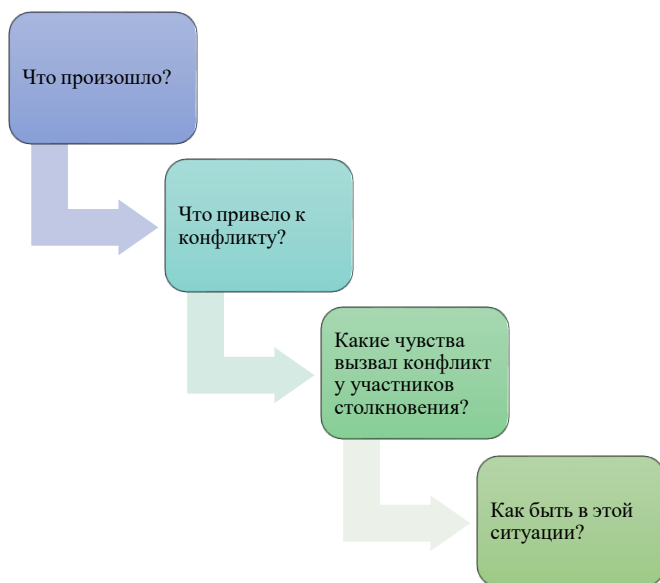 Что произошло?
Что привело к
конфликту?
Какие чувства
вызвал конфликт
у участников
столкновения?
Как быть в этой
ситуации?